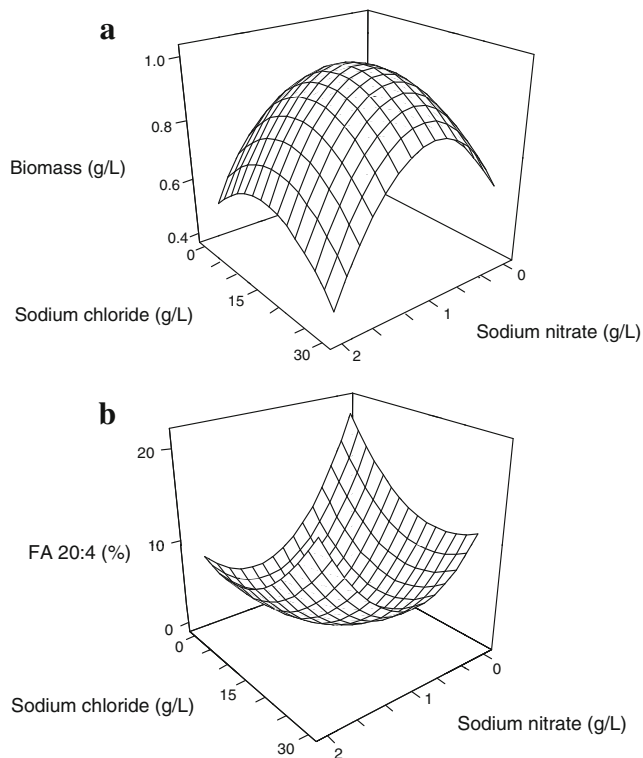 a
1.0
0.8
Biomass (g/L)
0.6
0.4
0
15
Sodium chloride (g/L)
30
2
1
0
Sodium nitrate (g/L)
b
20
FA 20:4 (%)
10
0
0
15
Sodium chloride (g/L)
30
2
1
0
Sodium nitrate (g/L)